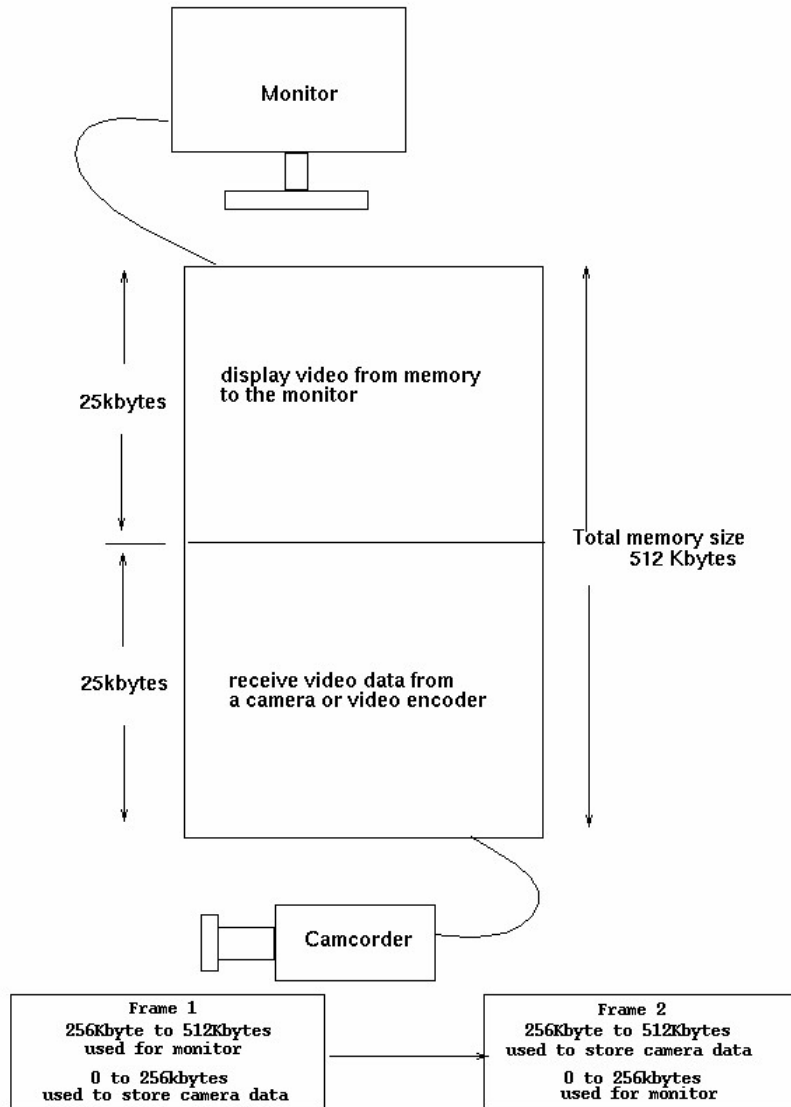 Monitor
display video from memory
to the monitor
25kbytes
Total memory size
512 Kbytes
25kbytes
receive video data from
a camera or video encoder
Camcorder
Frame 1
256Kbyte to 512Kbytes
used for monitor
0 to 256kbytes
used to store camera data
Frame 2
256Kbyte to 512Kbytes
used to store camera data
0 to 256kbytes
used for monitor